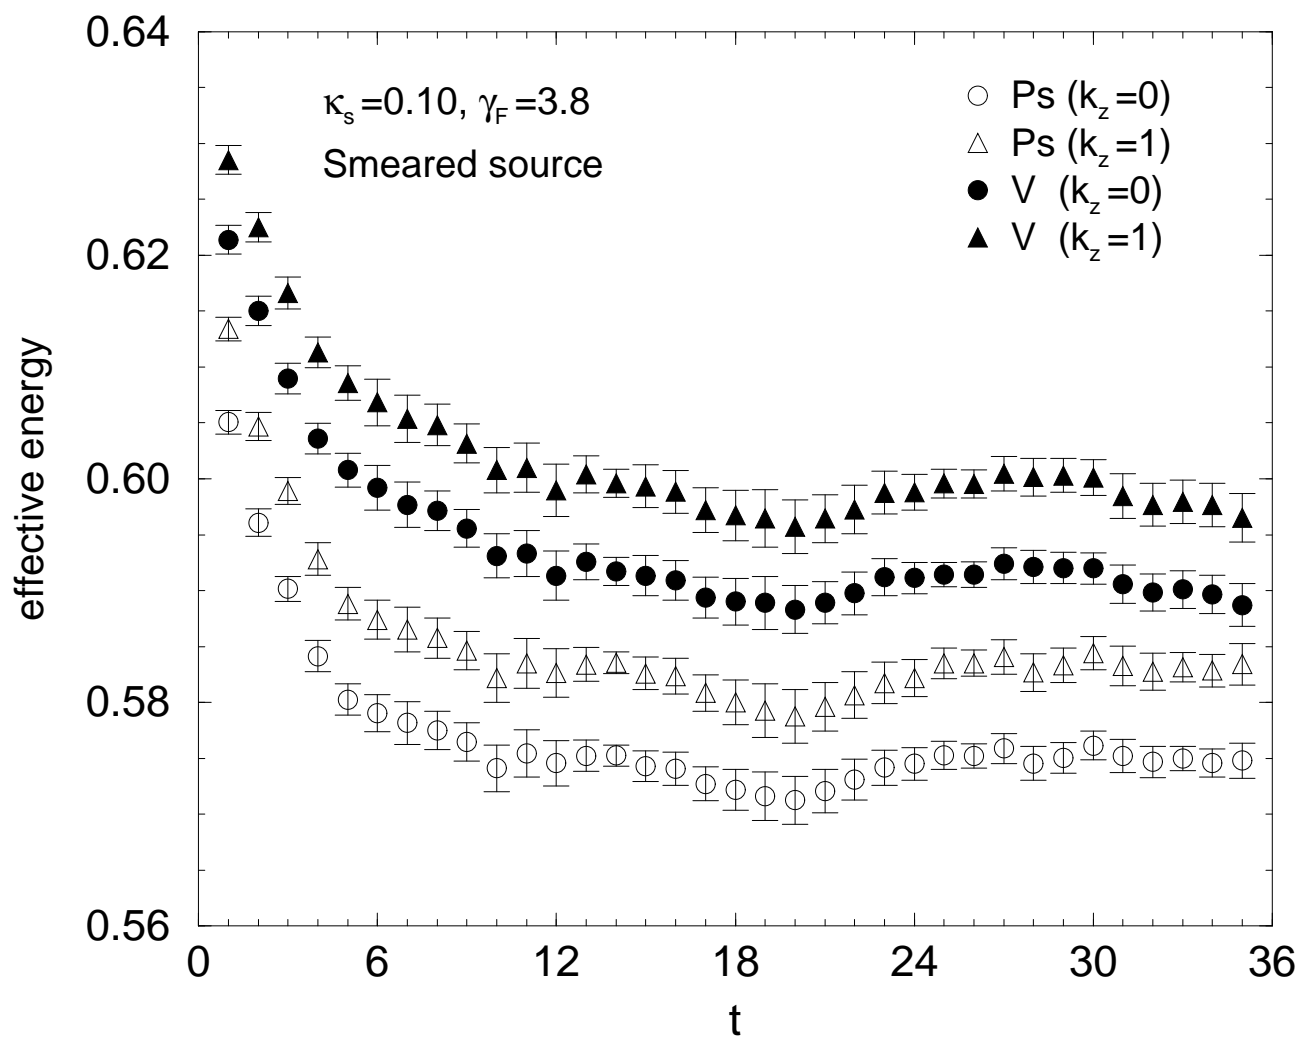 0.64
κs=0.10, γF=3.8
Smeared source
Ps (kz=0)
Ps (kz=1)
V (kz=0)
V (kz=1)
0.62
0.60
0.58
0.56
effective energy
0 6 12 18 24 30 36
t